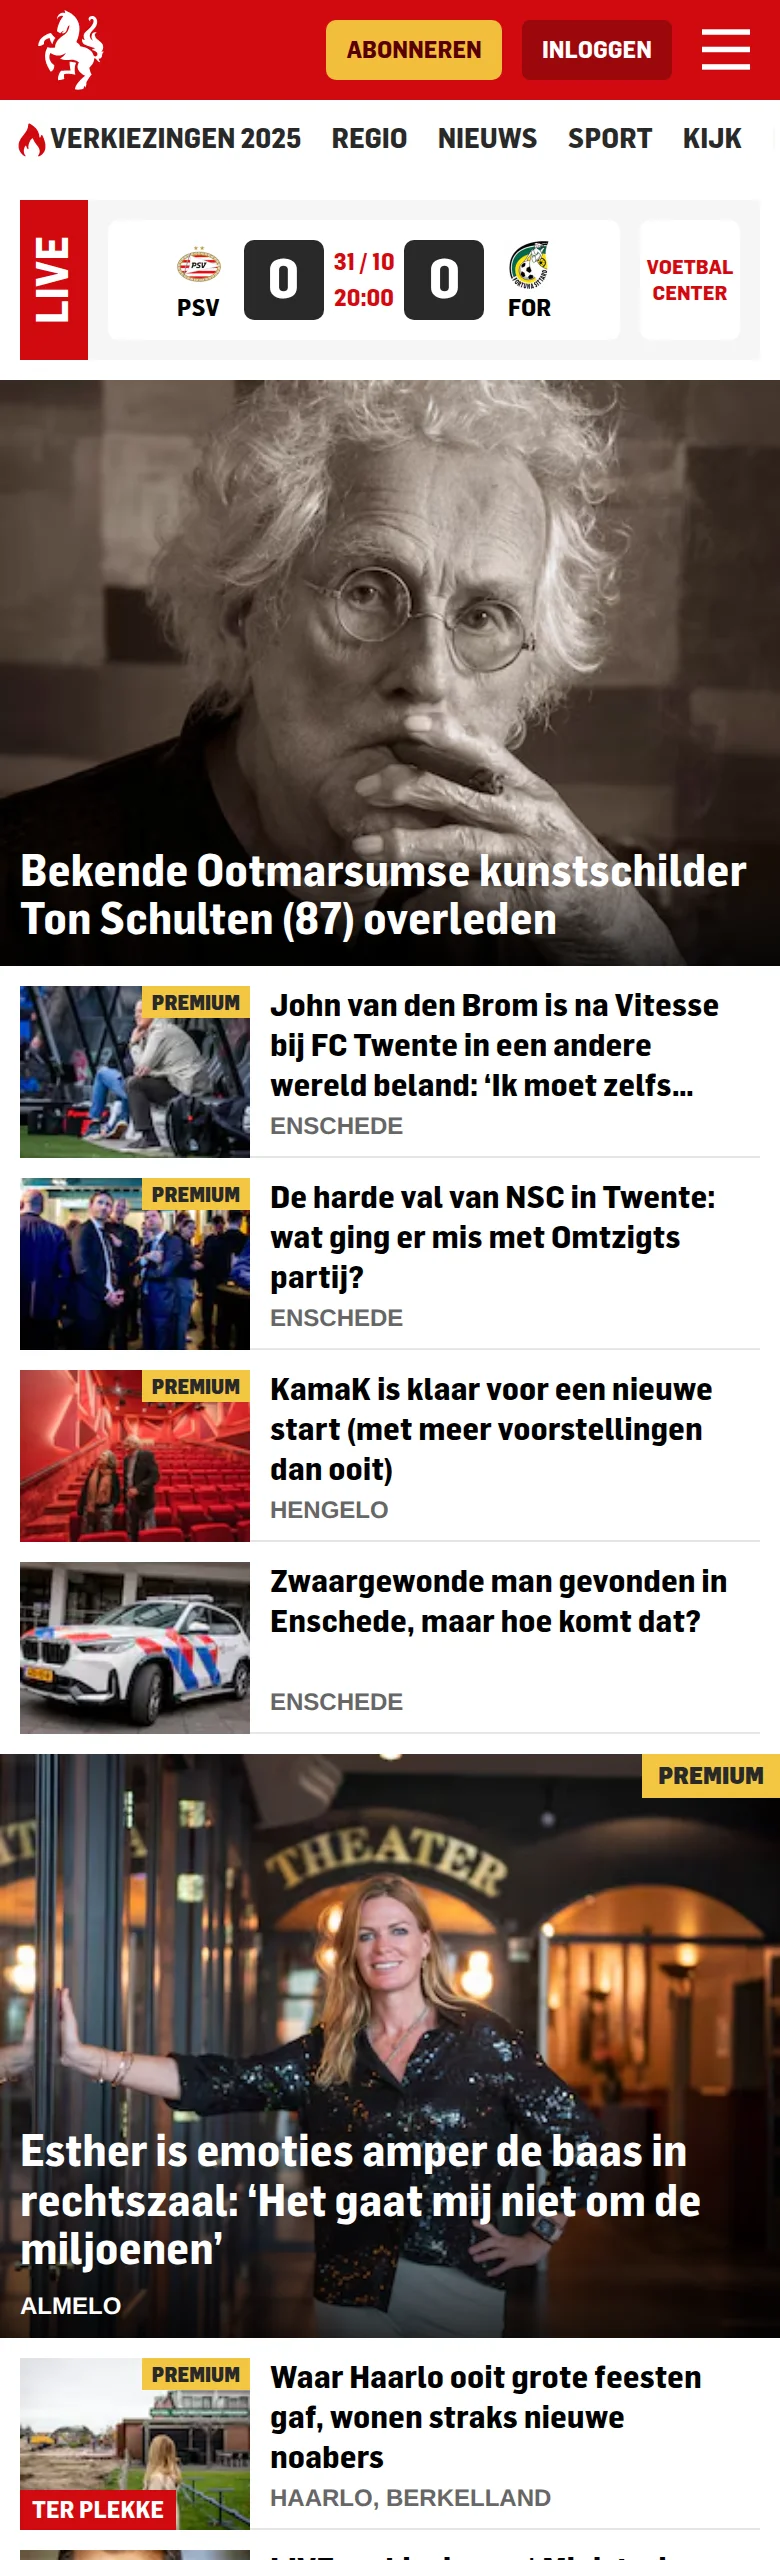 ABONNEREN
INLOGGEN
VERKIEZINGEN 2025 REGIO NIEUWS SPORT KIJK
LIVE
PSV
PSV
0
31 / 10
20:00
0
FORTUNA SITTARD
FOR
VOETBAL
CENTER
Bekende Ootmarsumse kunstschilder
Ton Schulten (87) overleden
PREMIUM
John van den Brom is na Vitesse
bij FC Twente in een andere
wereld beland: ‘Ik moet zelfs...
ENSCHEDE
PREMIUM
De harde val van NSC in Twente:
wat ging er mis met Omtzigts
partij?
ENSCHEDE
PREMIUM
KamaK is klaar voor een nieuwe
start (met meer voorstellingen
dan ooit)
HENGELO
Zwaargewonde man gevonden in
Enschede, maar hoe komt dat?
ENSCHEDE
PREMIUM
THEATER
Esther is emoties amper de baas in
rechtszaal: ‘Het gaat mij niet om de
miljoenen’
ALMELO
PREMIUM
TER PLEKKE
Waar Haarlo ooit grote feesten
gaf, wonen straks nieuwe
noabers
HAARLO, BERKELLAND